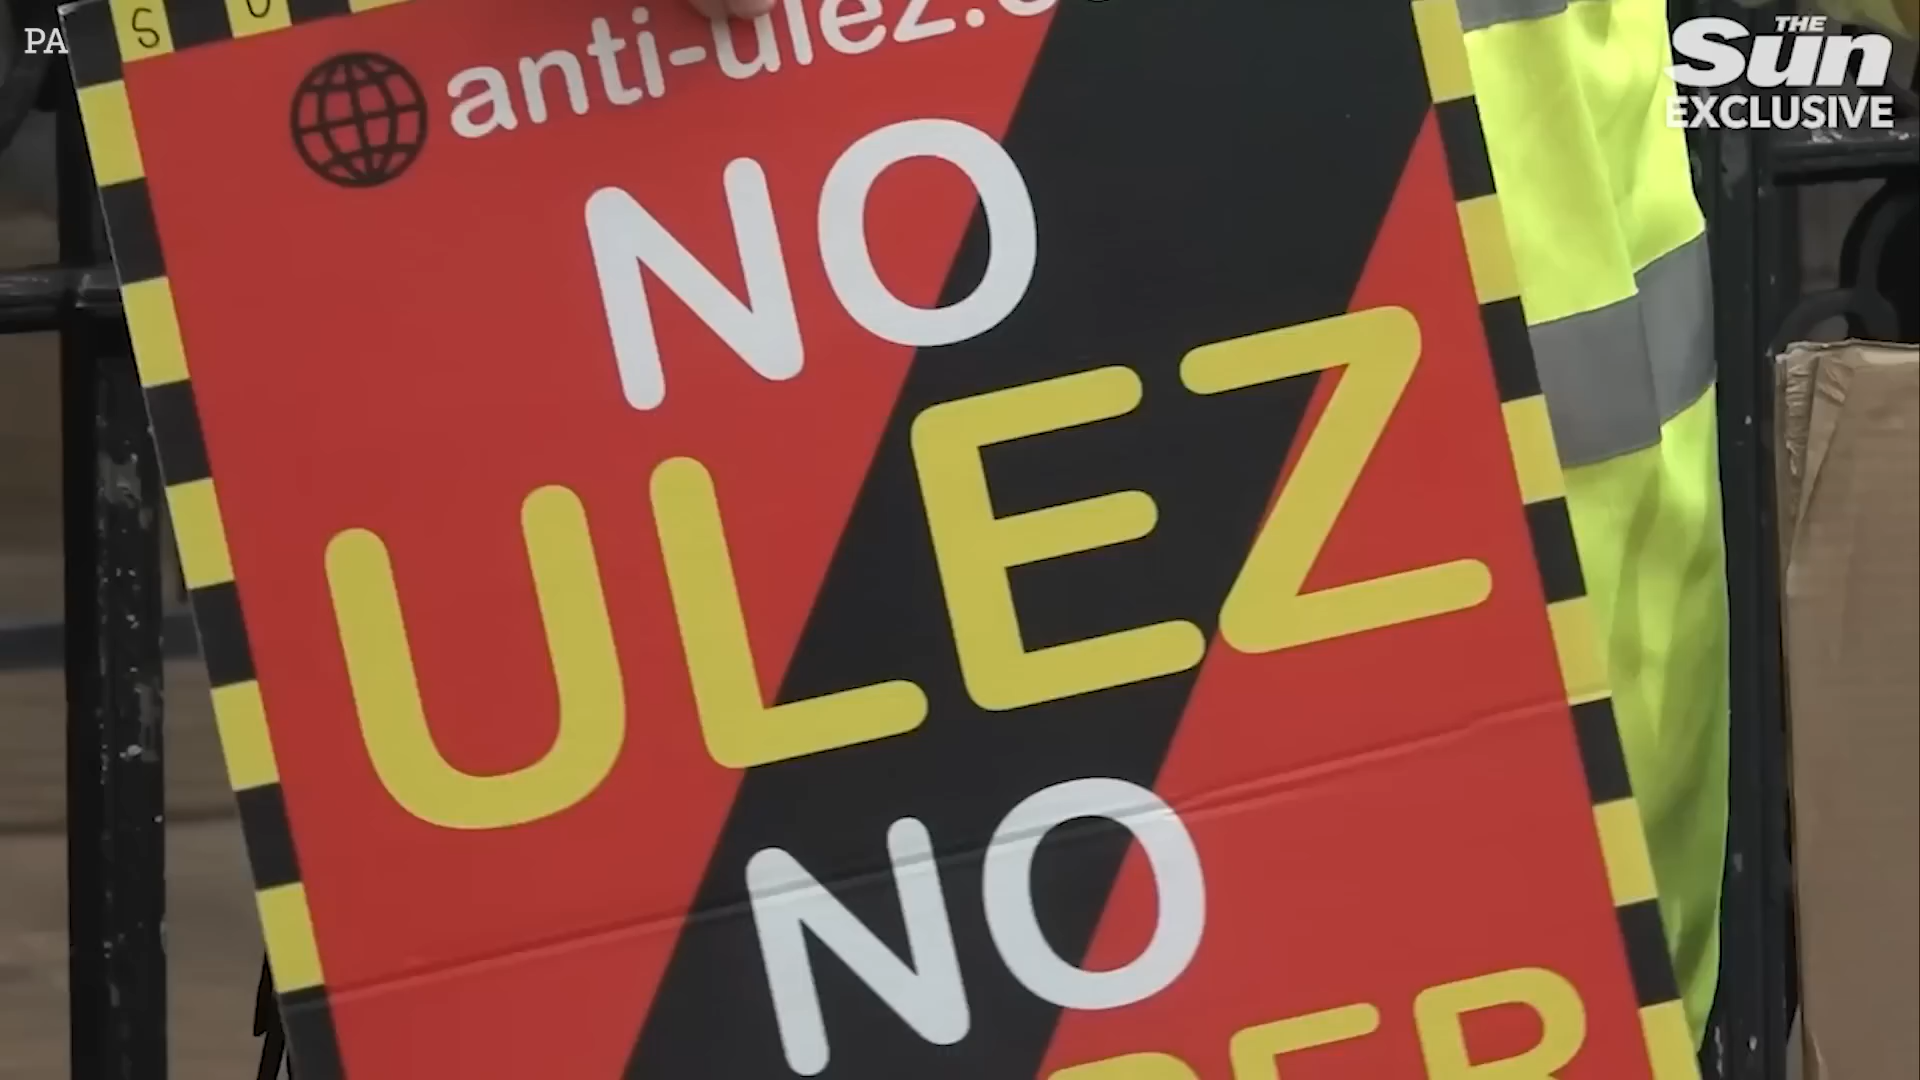 PA
THE
Sun
EXCLUSIVE
anti-ulez.
NO
ULEZ
NO